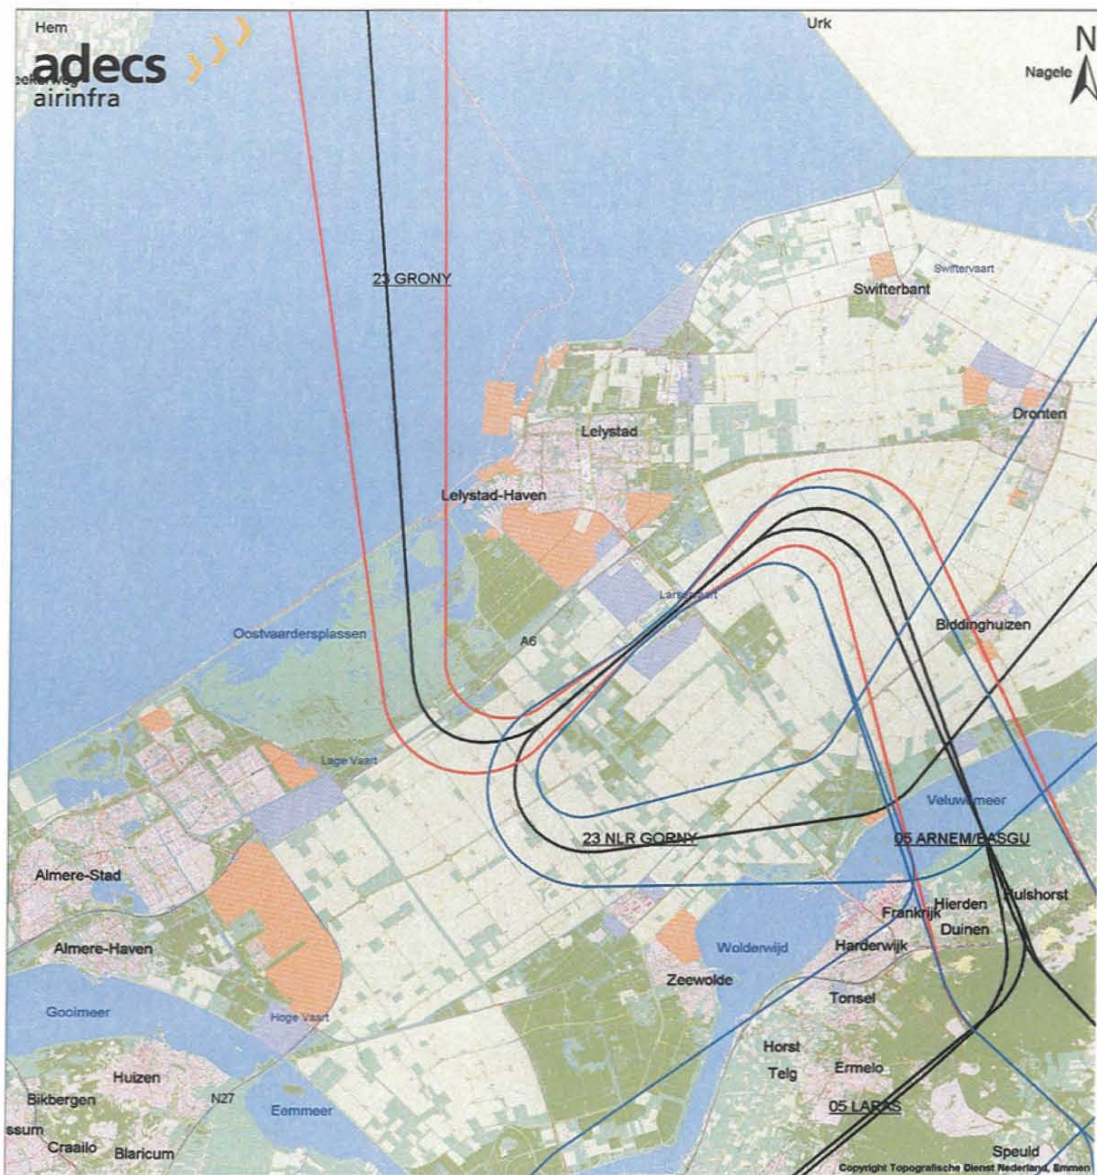 Hem
Urk
N
adecs
airinfra
Nagele
23 GRONY
Swiftervaart
Swifterbant
Dronten
Lelystad
Lelystad-Haven
Oostvaardersplassen
A6
Biddinghuizen
Lage Vaart
Veluwemeer
23 NLR GORNY
05 ARNEM/BASGU
Almere-Stad
Hierden
Hulshorst
Frankrijk
Duinen
Almere-Haven
Wolderwijd
Harderwijk
Zeewolde
Tonsel
Gooimeer
Hoge Vaart
Horst
Telg
Ermelo
Huizen
Bikbergen
N27
Eemmeer
05 LARAS
ssum
Craailo
Blaricum
Speuld
Copyright Topografische Dienst Nederland, Emmen